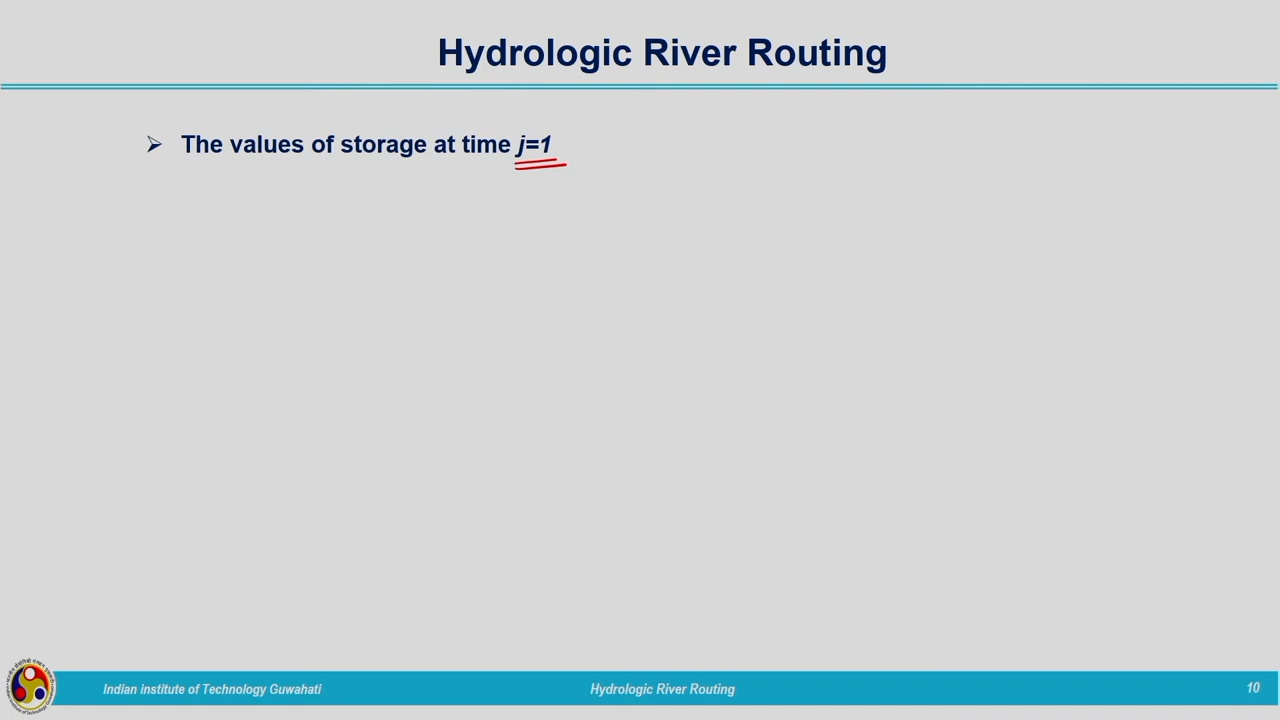 Hydrologic River Routing
➢ The values of storage at time j=1
Indian institute of Technology Guwahati
Hydrologic River Routing
10